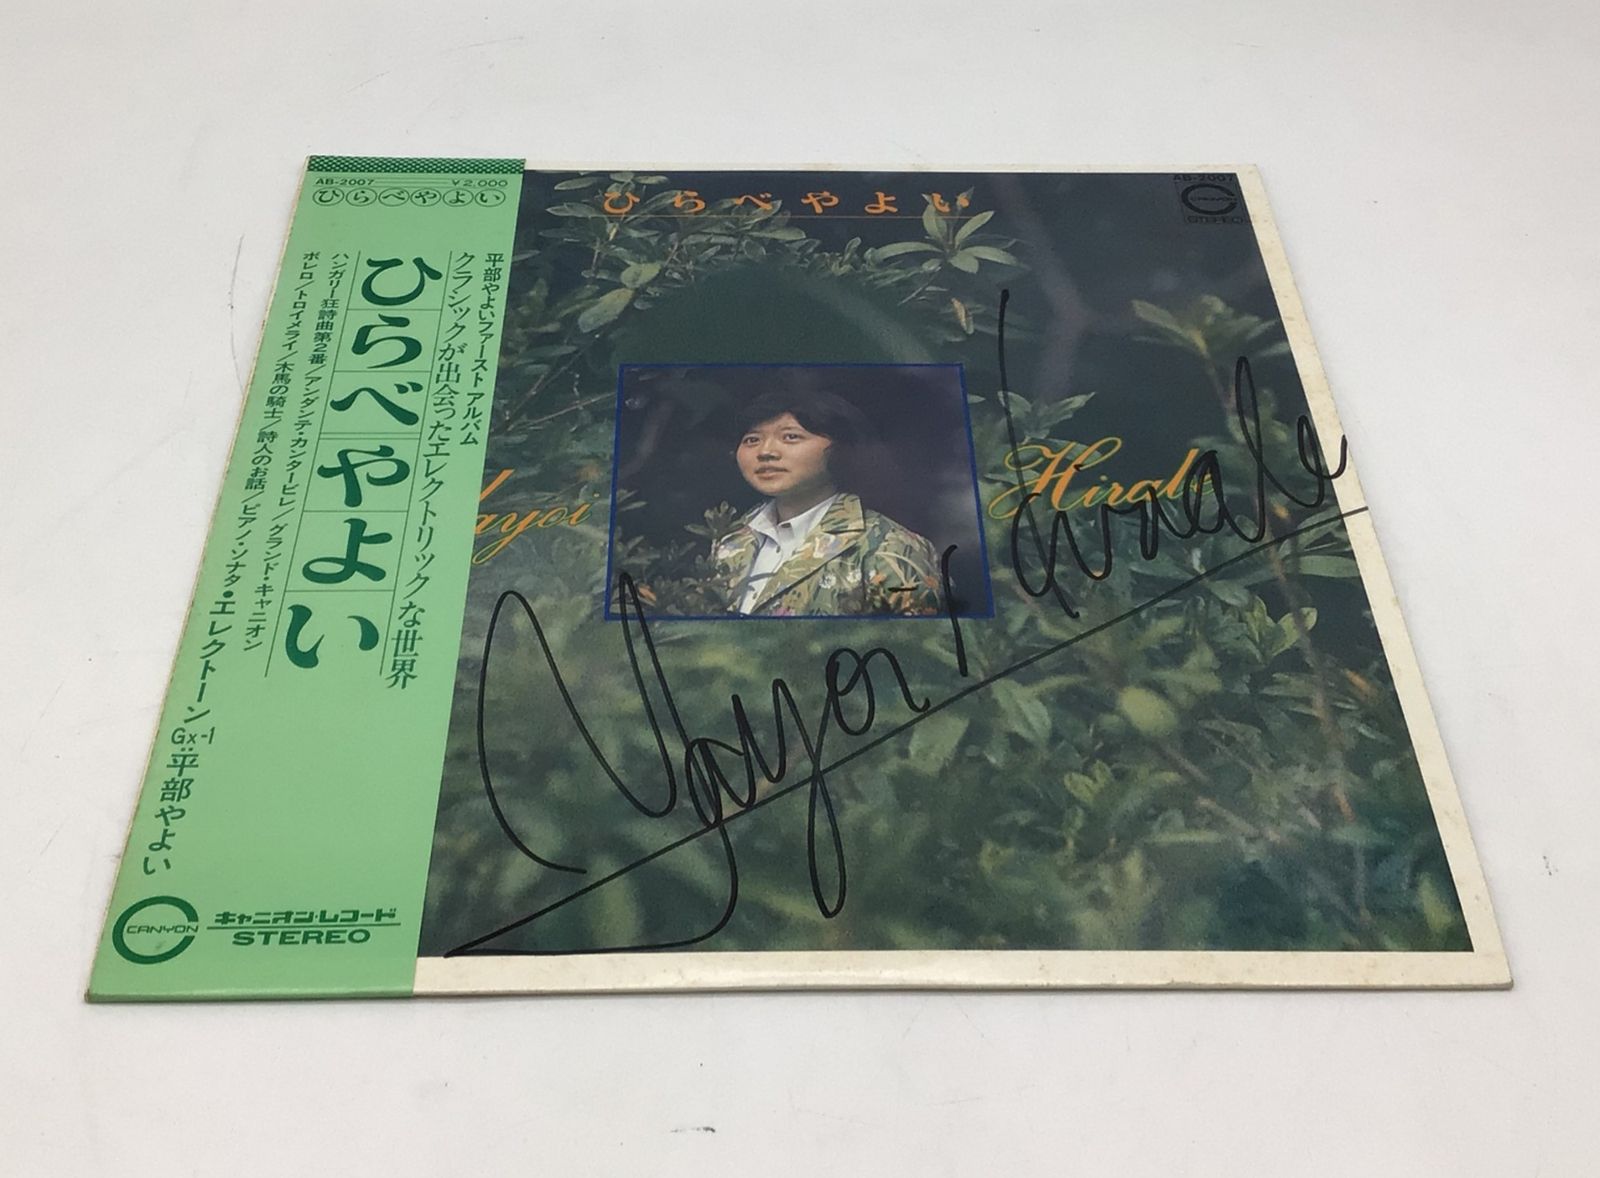 AB-2007 ¥2,000
ひらべやよい
平部やよいファースト アルバム
クラシックが出会ったエレクトリックな世界
ひらべやよい
ハンガリー狂詩曲第2番/アンダンテ・カンタービレ/グランド・キャニオン
ボレロ/トロイメライ/木馬の騎士/詩人のお話/ピアノ・ソナタ・エレクトーンGx-1:平部やよい
CANYON
キャニオン・レコード
STEREO
ひらべやよい
AB-2007
CANYON
STEREO
Yayoi Hirabe
Yayoi Hirabe